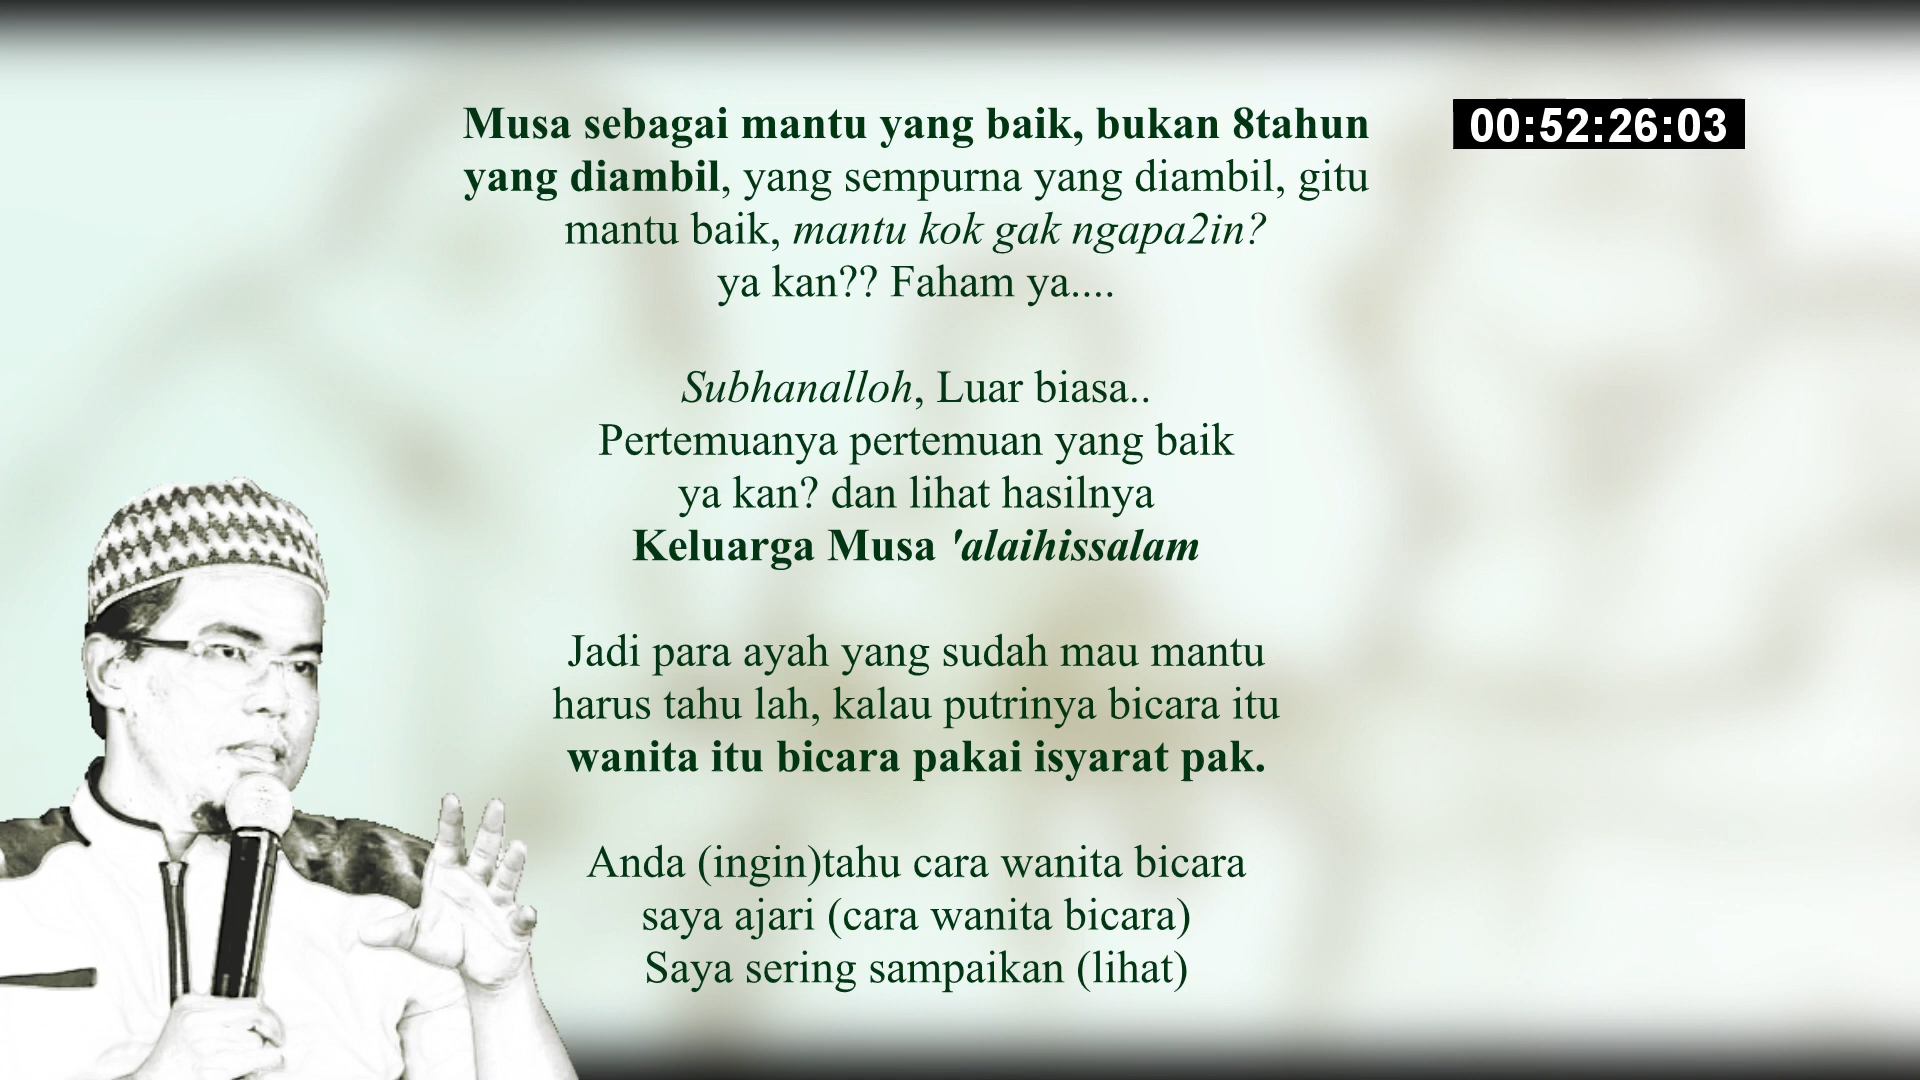 Musa sebagai mantu yang baik, bukan 8tahun
yang diambil, yang sempurna yang diambil, gitu
mantu baik, mantu kok gak ngapa2in?
ya kan?? Faham ya....
Subhanalloh, Luar biasa..
Pertemuanya pertemuan yang baik
ya kan? dan lihat hasilnya
Keluarga Musa 'alaihissalam
Jadi para ayah yang sudah mau mantu
harus tahu lah, kalau putrinya bicara itu
wanita itu bicara pakai isyarat pak.
Anda (ingin)tahu cara wanita bicara
saya ajari (cara wanita bicara)
Saya sering sampaikan (lihat)
00:52:26:03